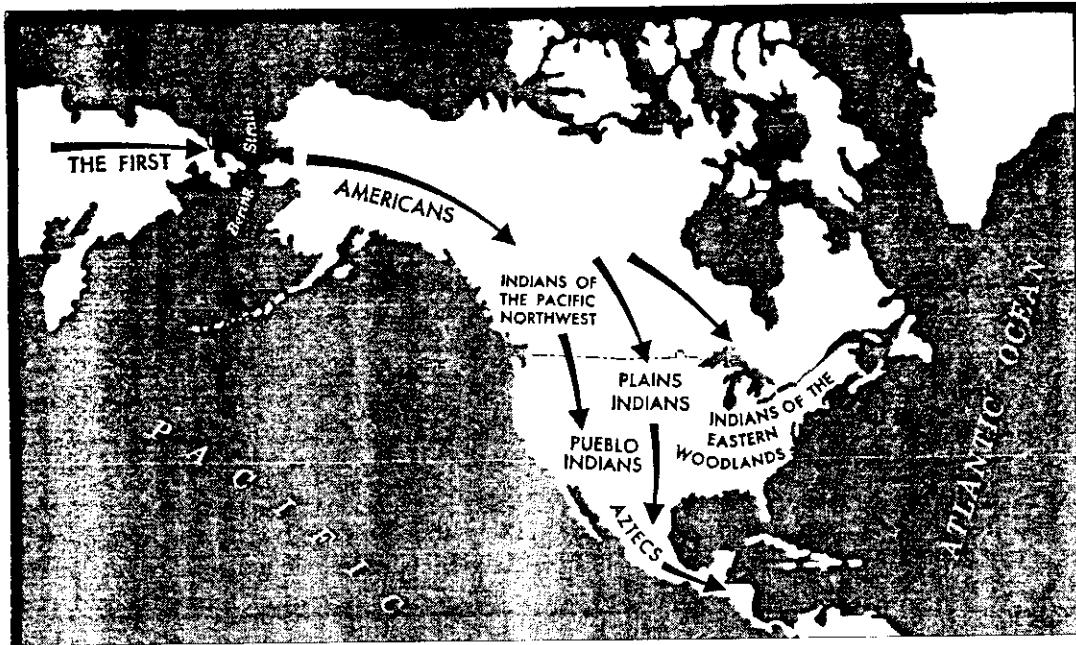 THE FIRST
Bering Strait
AMERICANS
INDIANS OF
THE PACIFIC
NORTHWEST
PLAINS
INDIANS
INDIANS OF THE
EASTERN
WOODLANDS
PUEBLO
INDIANS
AZTECS
PACIFIC
ATLANTIC OCEAN